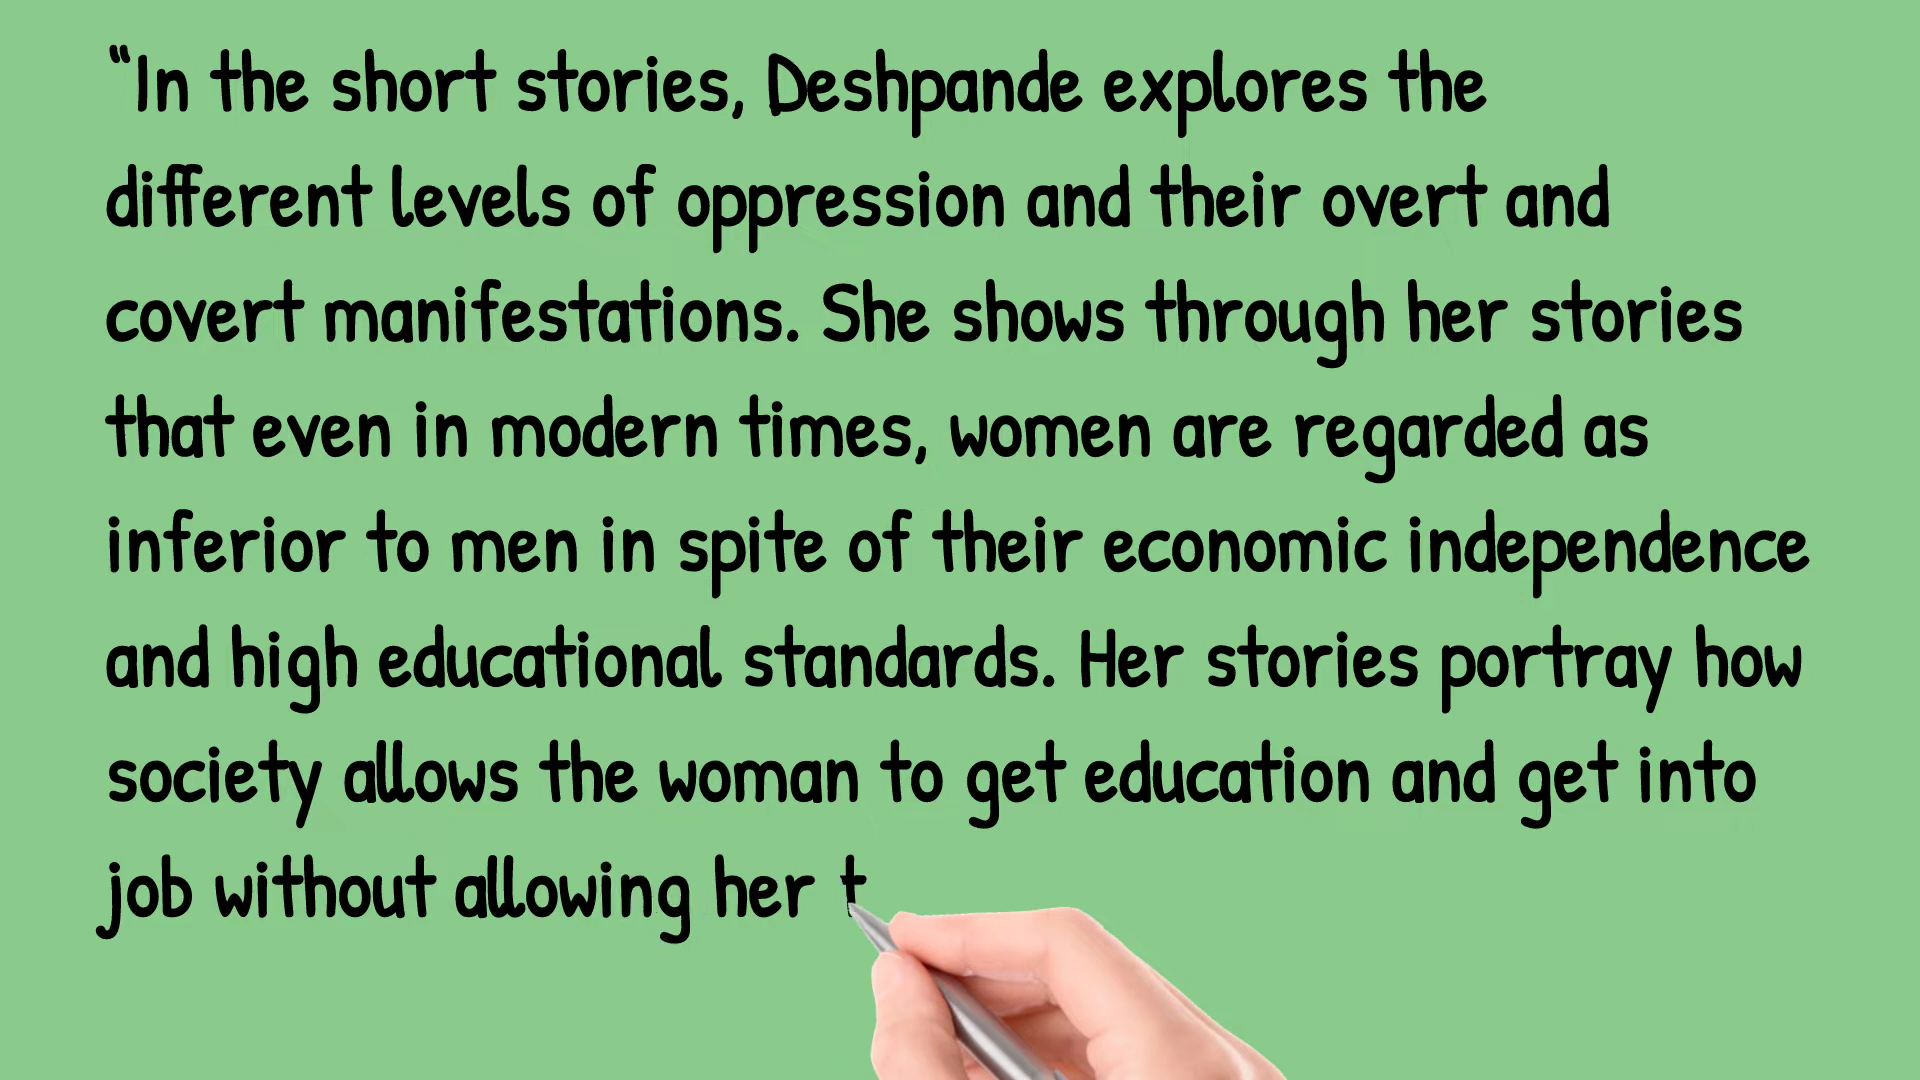 “In the short stories, Deshpande explores the
different levels of oppression and their overt and
covert manifestations. She shows through her stories
that even in modern times, women are regarded as
inferior to men in spite of their economic independence
and high educational standards. Her stories portray how
society allows the woman to get education and get into
job without allowing her t